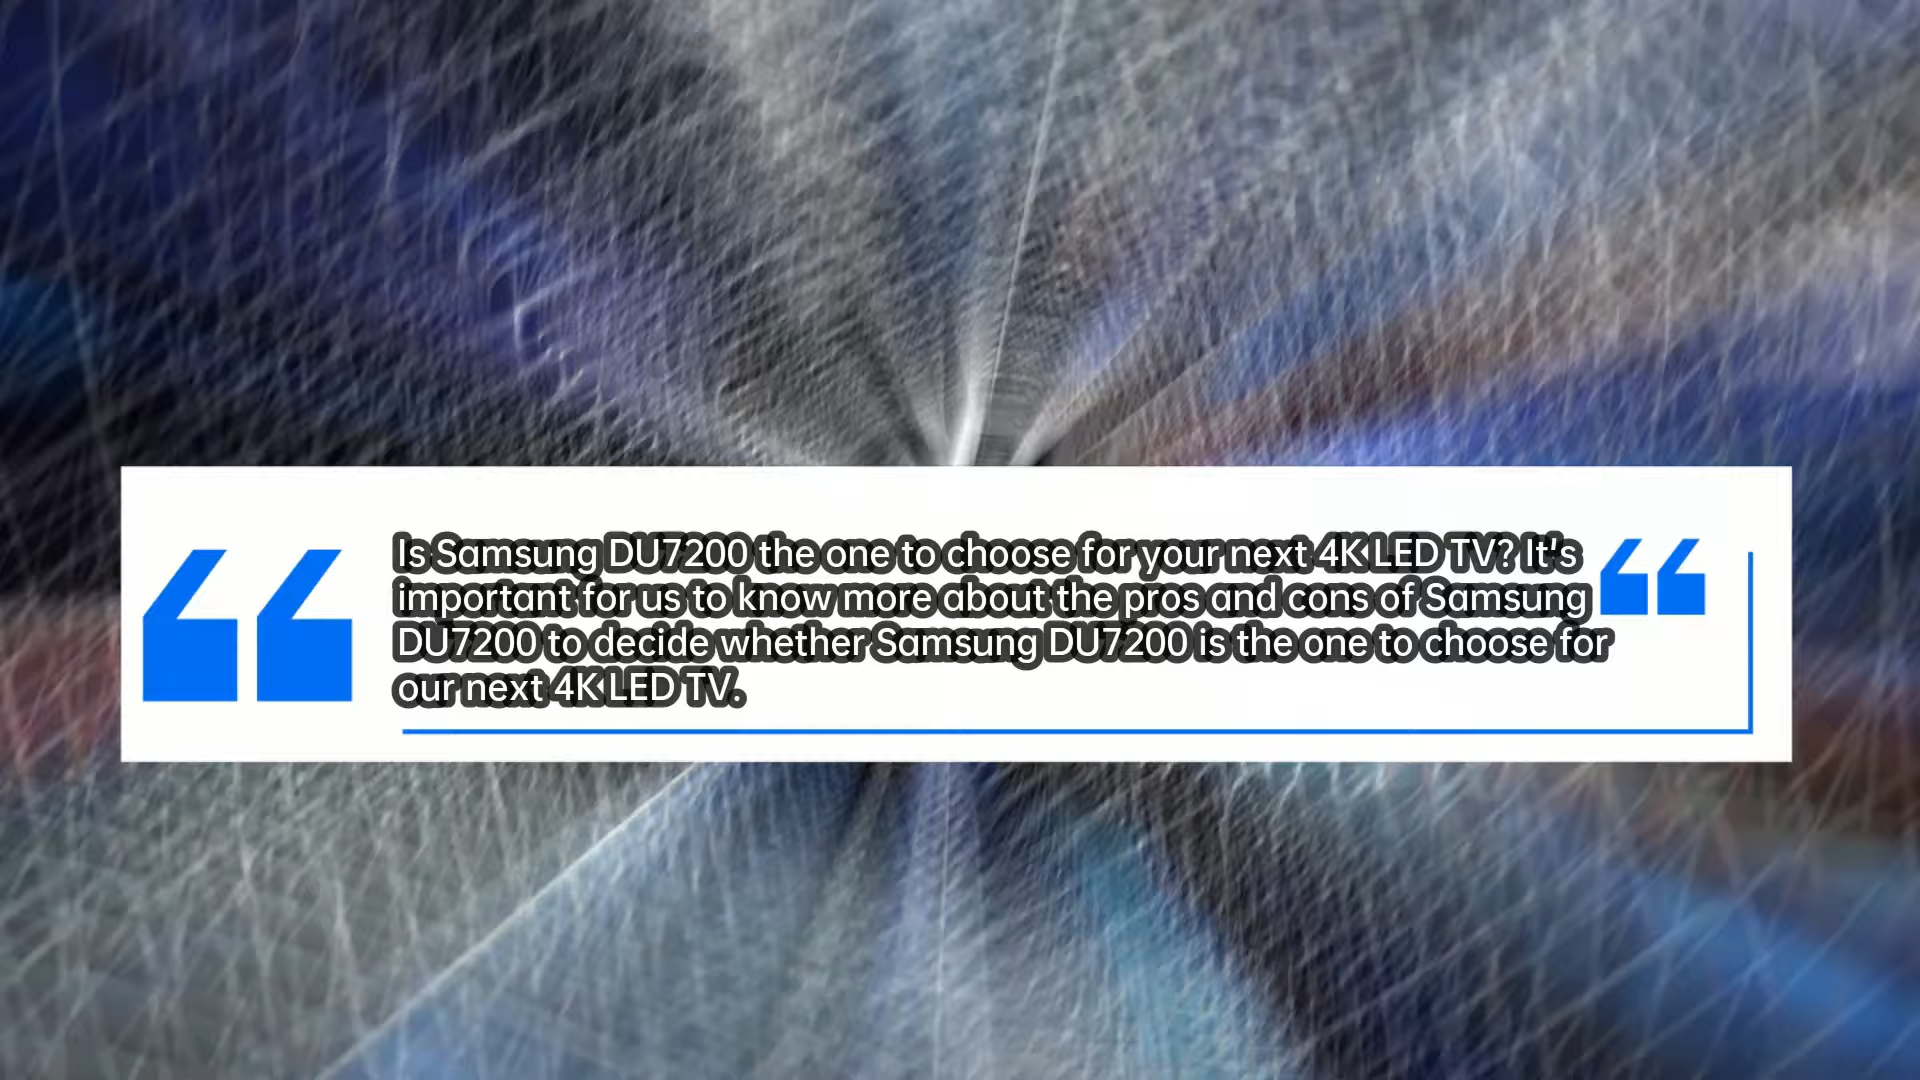 Is Samsung DU7200 the one to choose for your next 4K LED TV? It's
important for us to know more about the pros and cons of Samsung
DU7200 to decide whether Samsung DU7200 is the one to choose for
our next 4K LED TV.